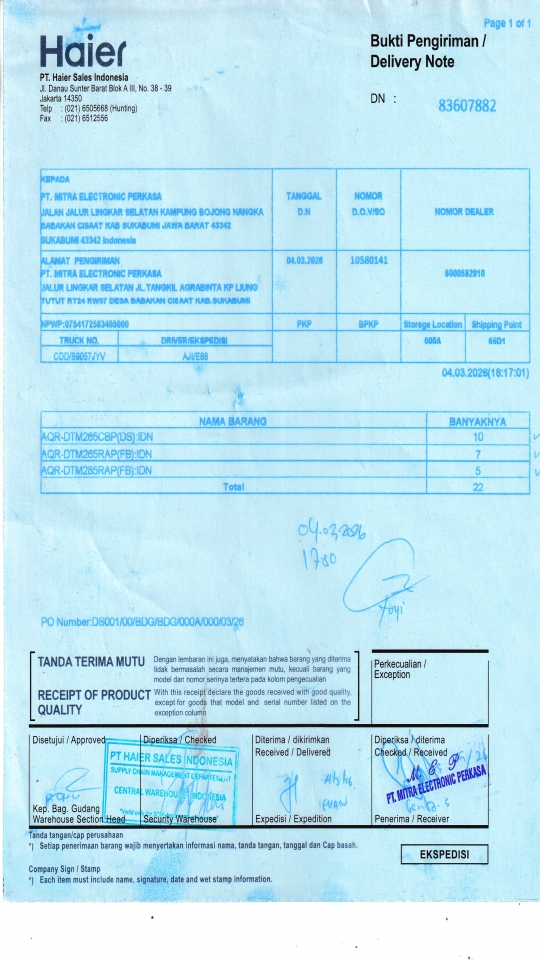 Page 1 of 1
Haier
Bukti Pengiriman /
Delivery Note
PT. Haier Sales Indonesia
Jl. Danau Sunter Barat Blok A III, No. 38 - 39
Jakarta 14350
Telp : (021) 6505668 (Hunting)
Fax : (021) 6512556
DN : 83607882
KEPADA
PT. MITRA ELECTRONIC PERKASA
JALAN JALUR LINGKAR SELATAN KAMPUNG BOJONG NANGKA
BABAKAN CISAAT KAB SUKABUMI JAWA BARAT 43342
SUKABUMI 43342 Indonesia
TANGGAL
D.N
NOMOR
D.O.V/SO
NOMOR DEALER
ALAMAT PENGIRIMAN
PT. MITRA ELECTRONIC PERKASA
JALUR LINGKAR SELATAN JL.TANGKIL AGRABINTA KP LIUNG
TUTUT RT24 RW07 DESA BABAKAN CISAAT KAB.SUKABUMI
04.03.2026
10580141
6000582910
NPWP:0754172583405000
PKP
BPKP
Storege Location
Shipping Point
TRUCK NO.
DRIVER/EKSPEDISI
000A
65D1
CDD/B9057JYV
AJI/E88
04.03.2026(18:17:01)
NAMA BARANG BANYAKNYA
AQR-DTM265CBP(DS):IDN 10
AQR-DTM265RAP(FB):IDN 7
AQR-DTM285RAP(FB):IDN 5
Total 22
04.03.2026
PO Number:DS001/00/BDG/BDG/000A/000/03/26
TANDA TERIMA MUTU
Dengan lembaran ini juga, menyatakan bahwa barang yang diterima
tidak bermasalah secara manajemen mutu, kecuali barang yang
model dan nomor serinya tertera pada kolom pengecualian
RECEIPT OF PRODUCT
QUALITY
With this receipt declare the goods received with good quality,
except for goods that model and serial number listed on the
exception column
Perkecualian /
Exception
Disetujui / Approved
Diperiksa / Checked
Diterima / dikirimkan
Received / Delivered
Diperiksa / diterima
Checked / Received
PT HAIER SALES INDONESIA
SUPPLY CHAIN MANAGEMENT DEPARTEMENT
CENTRAL WAREHOUSE INDONESIA
M. E. P
PT. MITRA ELECTRONIC PERKASA
Kep. Bag. Gudang
Warehouse Section Head
Security Warehouse
Expedisi / Expedition
Penerima / Receiver
Tanda tangan/cap perusahaan
*) Setiap penerimaan barang wajib menyertakan informasi nama, tanda tangan, tanggal dan Cap basah.
EKSPEDISI
Company Sign / Stamp
*) Each item must include name, signature, date and wet stamp information.